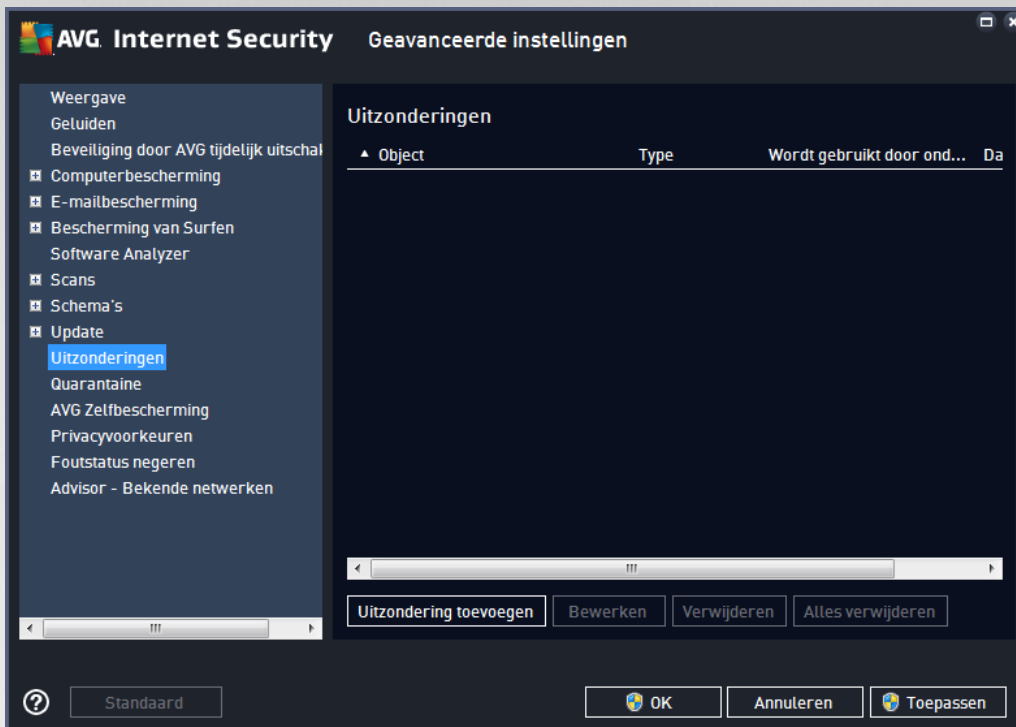 AVG Internet Security Geavanceerde instellingen
Weergave
Geluiden
Beveiliging door AVG tijdelijk uitschak
Computerbescherming
E-mailbescherming
Bescherming van Surfen
Software Analyzer
Scans
Schema's
Update
Uitzonderingen
Quarantaine
AVG Zelfbescherming
Privacyvoorkeuren
Foutstatus negeren
Advisor - Bekende netwerken
Uitzonderingen
Object Type Wordt gebruikt door ond... Da
Uitzondering toevoegen Bewerken Verwijderen Alles verwijderen
? Standaard OK Annuleren Toepassen